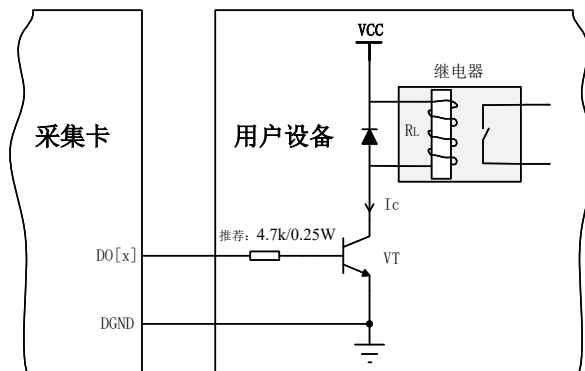 VCC
继电器
采集卡
用户设备
RL
Ic
推荐：4.7k/0.25W
DO[x]
VT
DGND